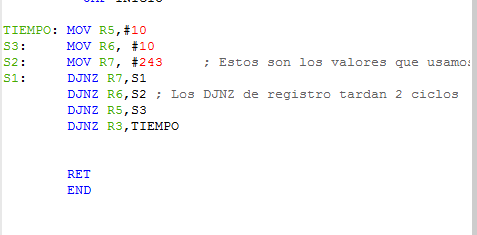 TIEMPO: MOV R5,#10
S3: MOV R6, #10
S2: MOV R7, #243 ; Estos son los valores que usamos
S1: DJNZ R7,S1
DJNZ R6,S2 ; Los DJNZ de registro tardan 2 ciclos
DJNZ R5,S3
DJNZ R3,TIEMPO
RET
END